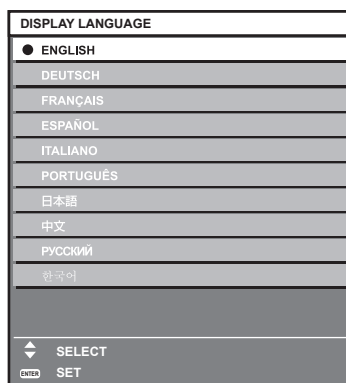 DISPLAY LANGUAGE
ENGLISH
DEUTSCH
FRANÇAIS
ESPAÑOL
ITALIANO
PORTUGUÊS
日本語
中文
РУССКИЙ
한국어
SELECT
ENTER SET